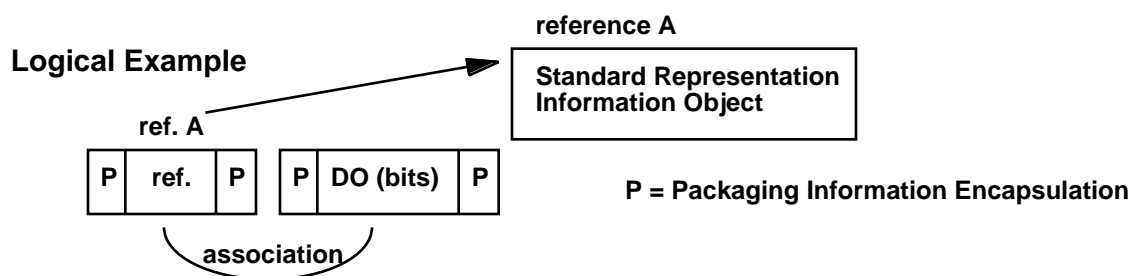 reference A
Logical Example
Standard Representation
Information Object
ref. A
P ref. P P DO (bits) P
P = Packaging Information Encapsulation
association